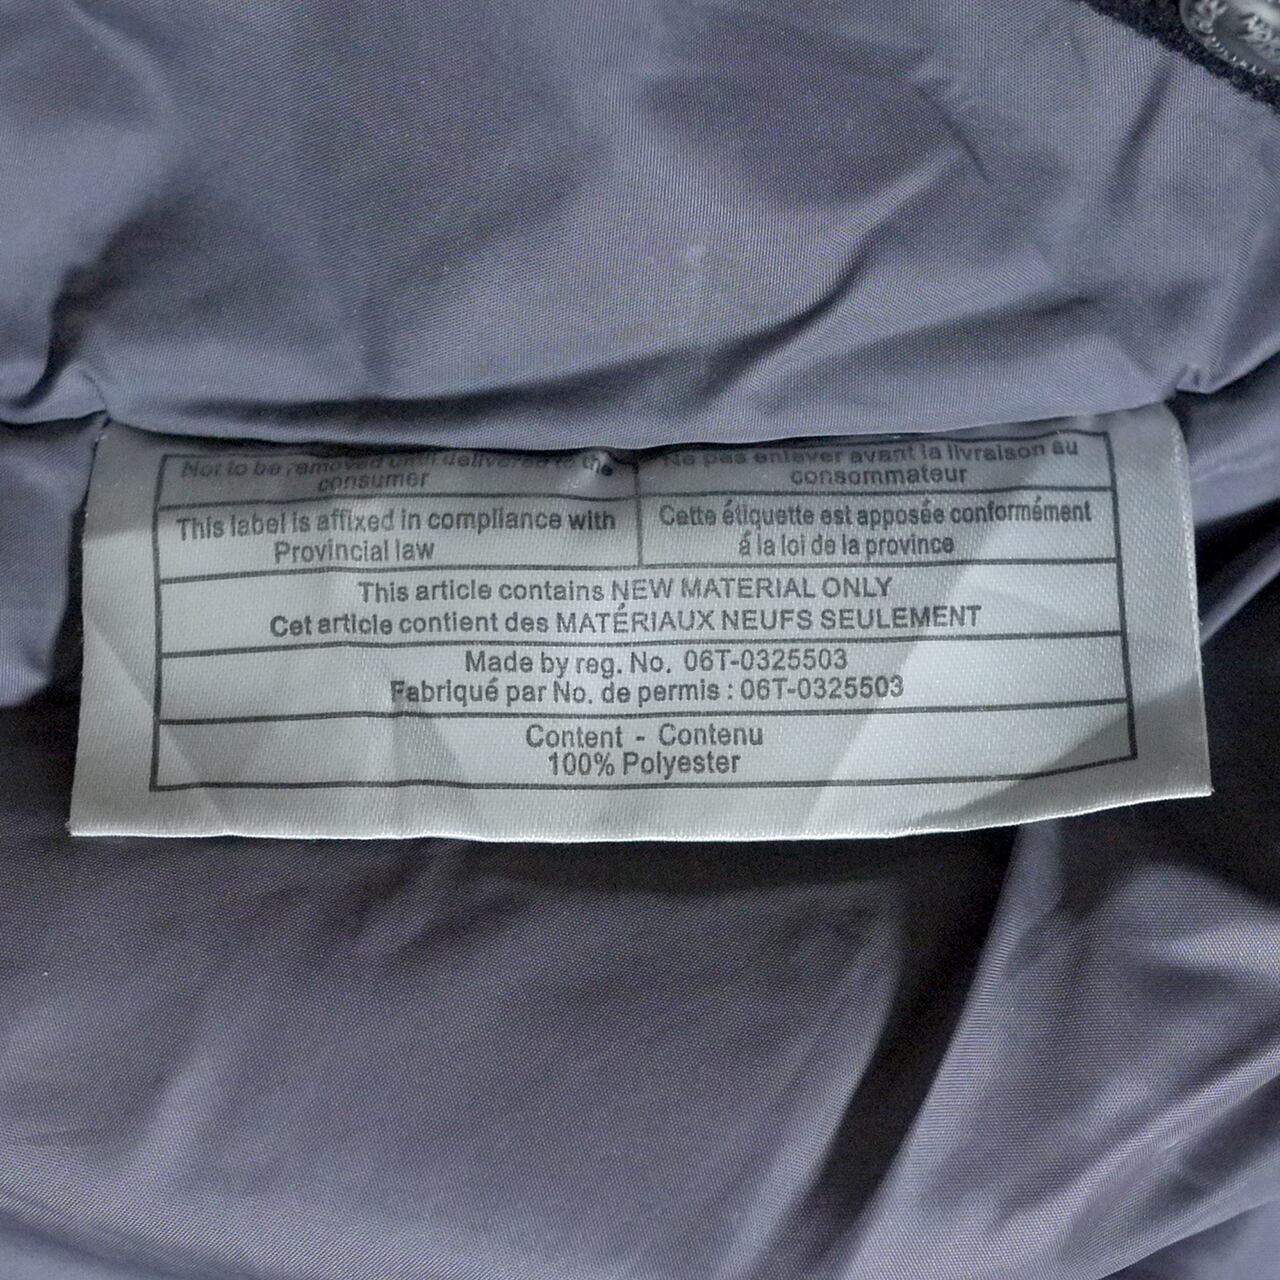 Not to be removed until delivered to the
consumer
Ne pas enlever avant la livraison au
consommateur
This label is affixed in compliance with
Provincial law
Cette étiquette est apposée conformément
á la loi de la province
This article contains NEW MATERIAL ONLY
Cet article contient des MATÉRIAUX NEUFS SEULEMENT
Made by reg. No. 06T-0325503
Fabriqué par No. de permis : 06T-0325503
Content - Contenu
100% Polyester